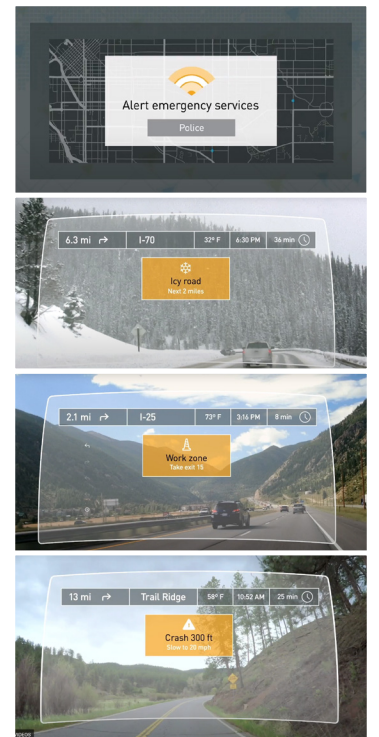 Alert emergency services
Police
6.3 mi I-70 32° F 6:30 PM 36 min
Icy road
Next 2 miles
2.1 mi I-25 73° F 3:16 PM 8 min
Work zone
Take exit 15
13 mi Trail Ridge 58° F 10:52 AM 25 min
Crash 300 ft
Slow to 20 mph
VIDEOS